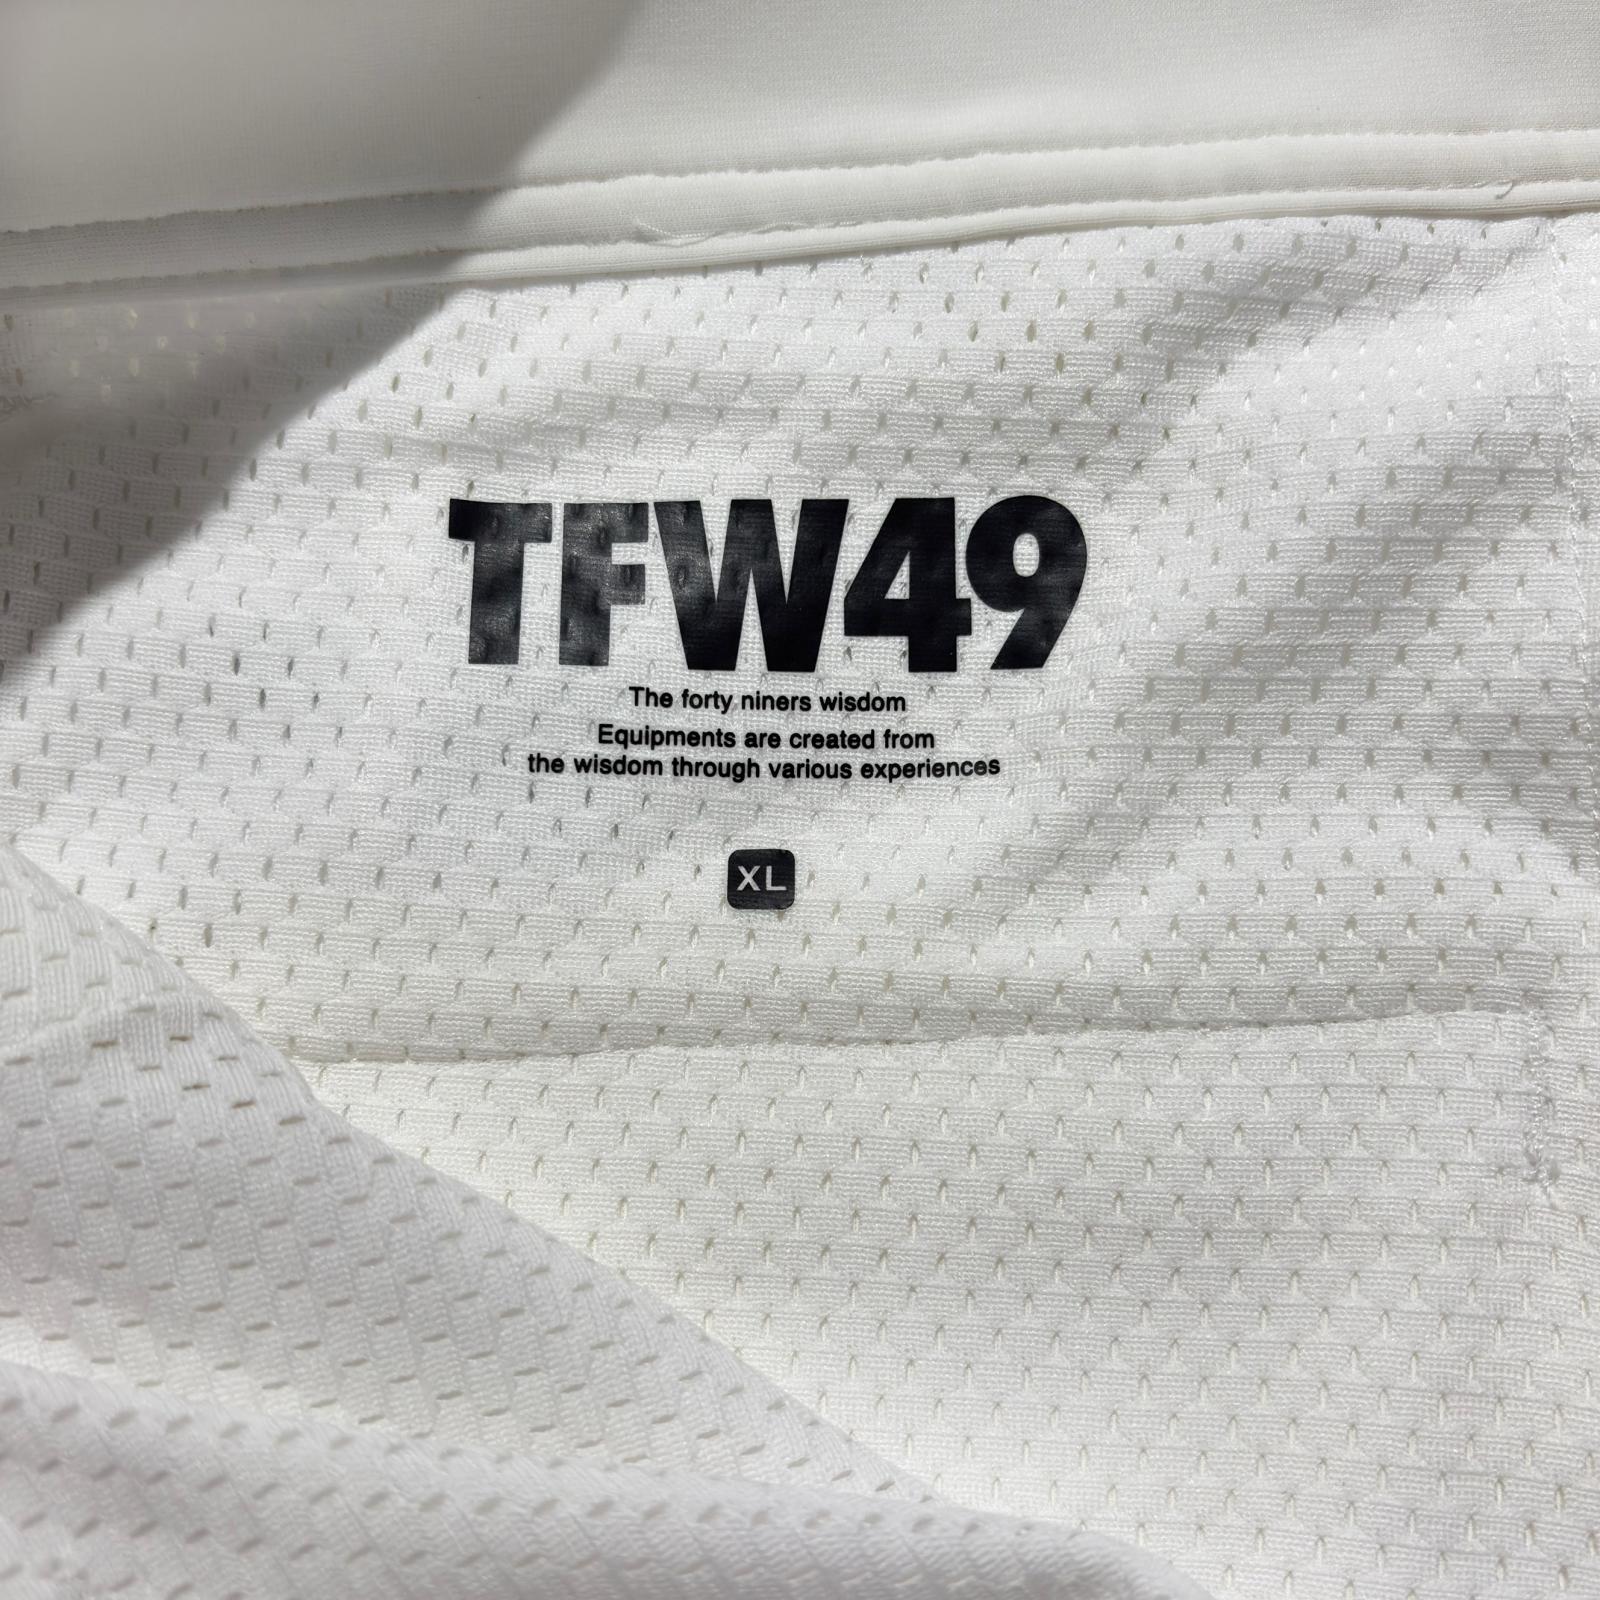 TFW49
The forty niners wisdom
Equipments are created from
the wisdom through various experiences
XL